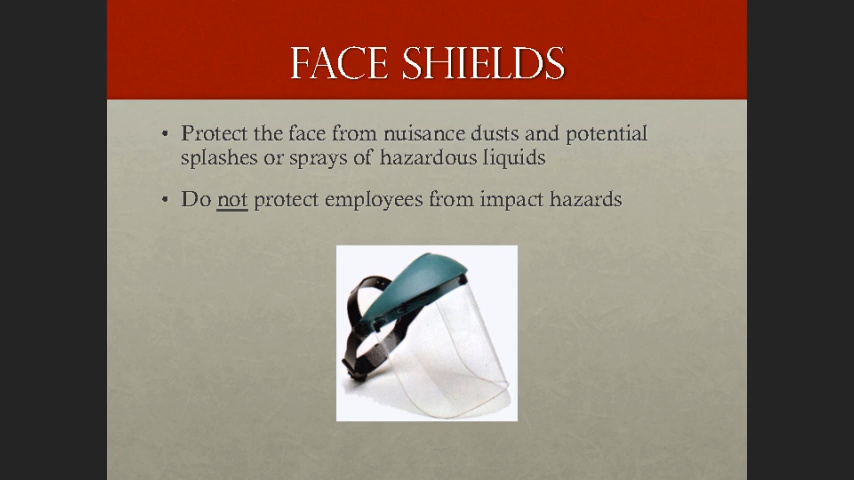 FACE SHIELDS
• Protect the face from nuisance dusts and potential
splashes or sprays of hazardous liquids
• Do not protect employees from impact hazards